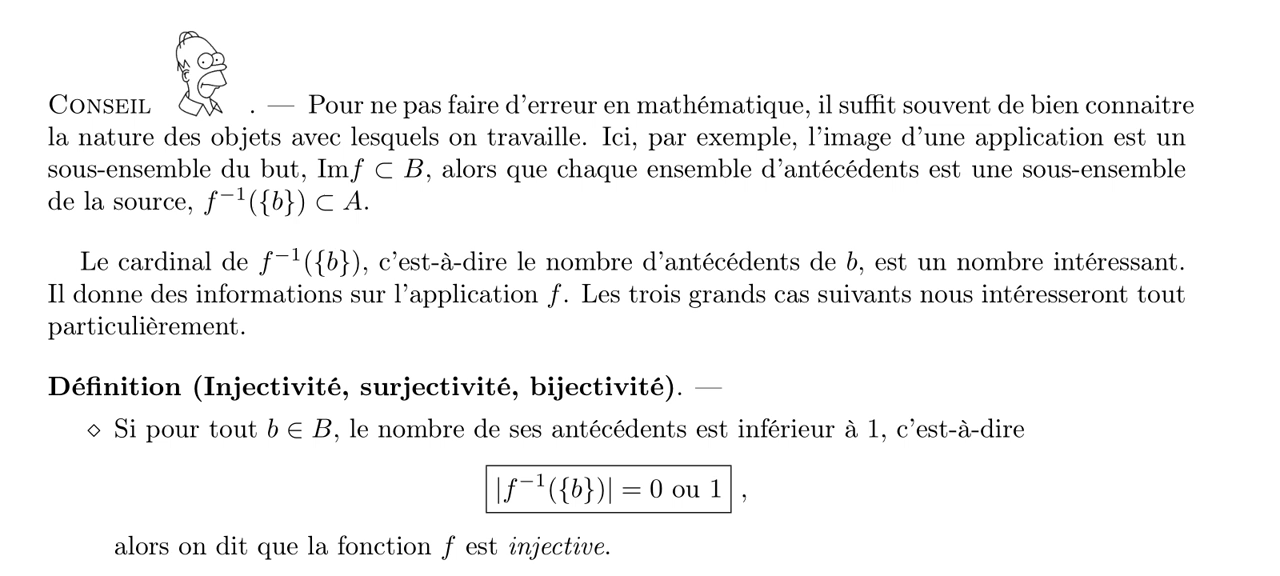 Conseil . — Pour ne pas faire d'erreur en mathématique, il suffit souvent de bien connaitre
la nature des objets avec lesquels on travaille. Ici, par exemple, l'image d'une application est un
sous-ensemble du but, Imf ⊂ B, alors que chaque ensemble d'antécédents est une sous-ensemble
de la source, f⁻¹({b}) ⊂ A.
Le cardinal de f⁻¹({b}), c'est-à-dire le nombre d'antécédents de b, est un nombre intéressant.
Il donne des informations sur l'application f. Les trois grands cas suivants nous intéresseront tout
particulièrement.
Définition (Injectivité, surjectivité, bijectivité). —
⋄ Si pour tout b ∈ B, le nombre de ses antécédents est inférieur à 1, c'est-à-dire
|f⁻¹({b})| = 0 ou 1 ,
alors on dit que la fonction f est injective.